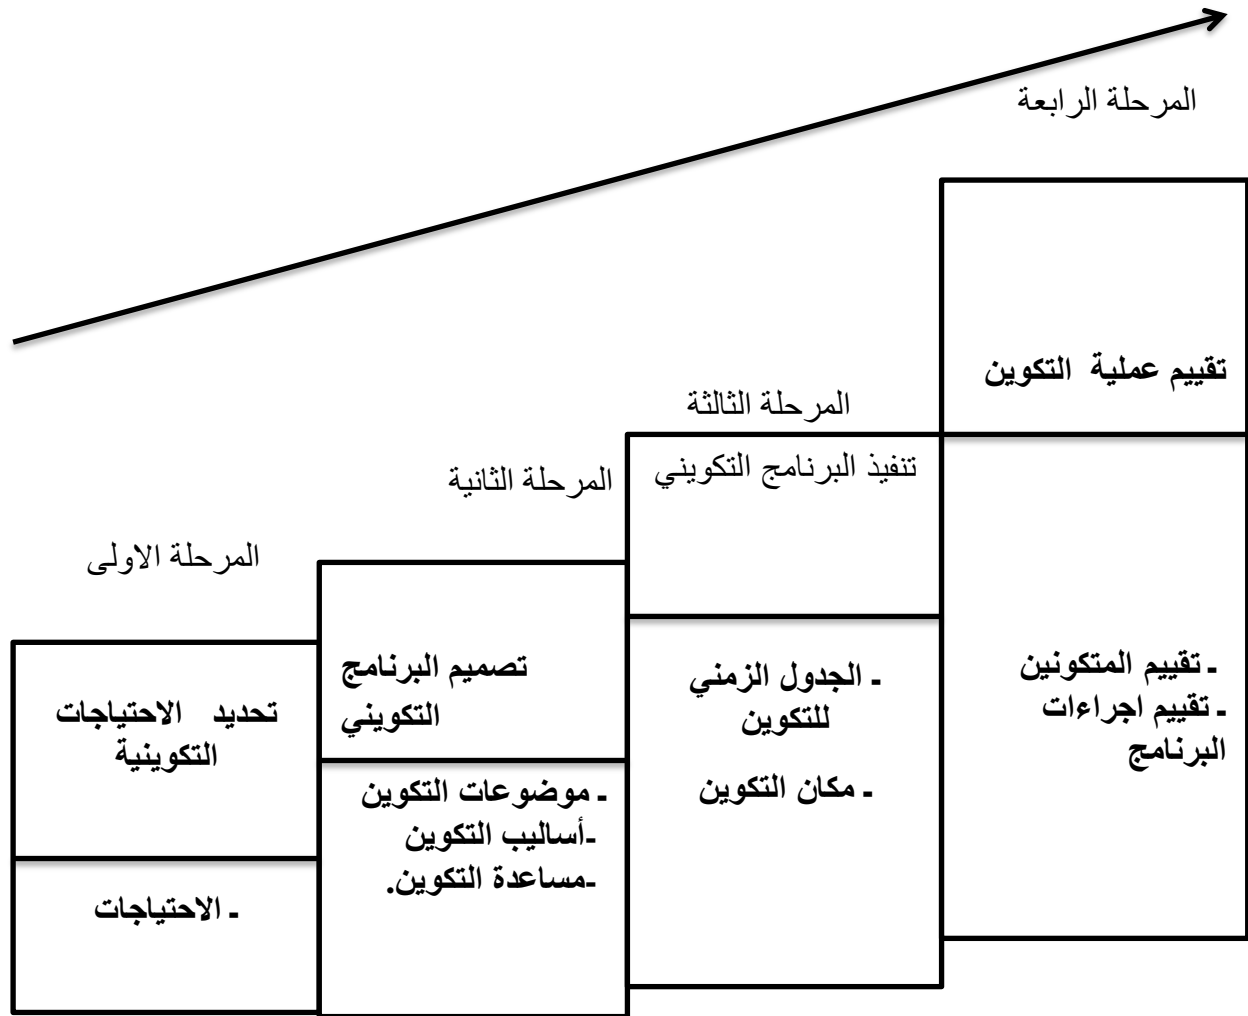 المرحلة الاولى
تحديد الاحتياجات
التكوينية
- الاحتياجات
المرحلة الثانية
تصميم البرنامج
التكويني
- موضوعات التكوين
-أساليب التكوين
-مساعدة التكوين.
المرحلة الثالثة
تنفيذ البرنامج التكويني
- الجدول الزمني
للتكوين
- مكان التكوين
المرحلة الرابعة
تقييم عملية التكوين
- تقييم المتكونين
- تقييم اجراءات
البرنامج